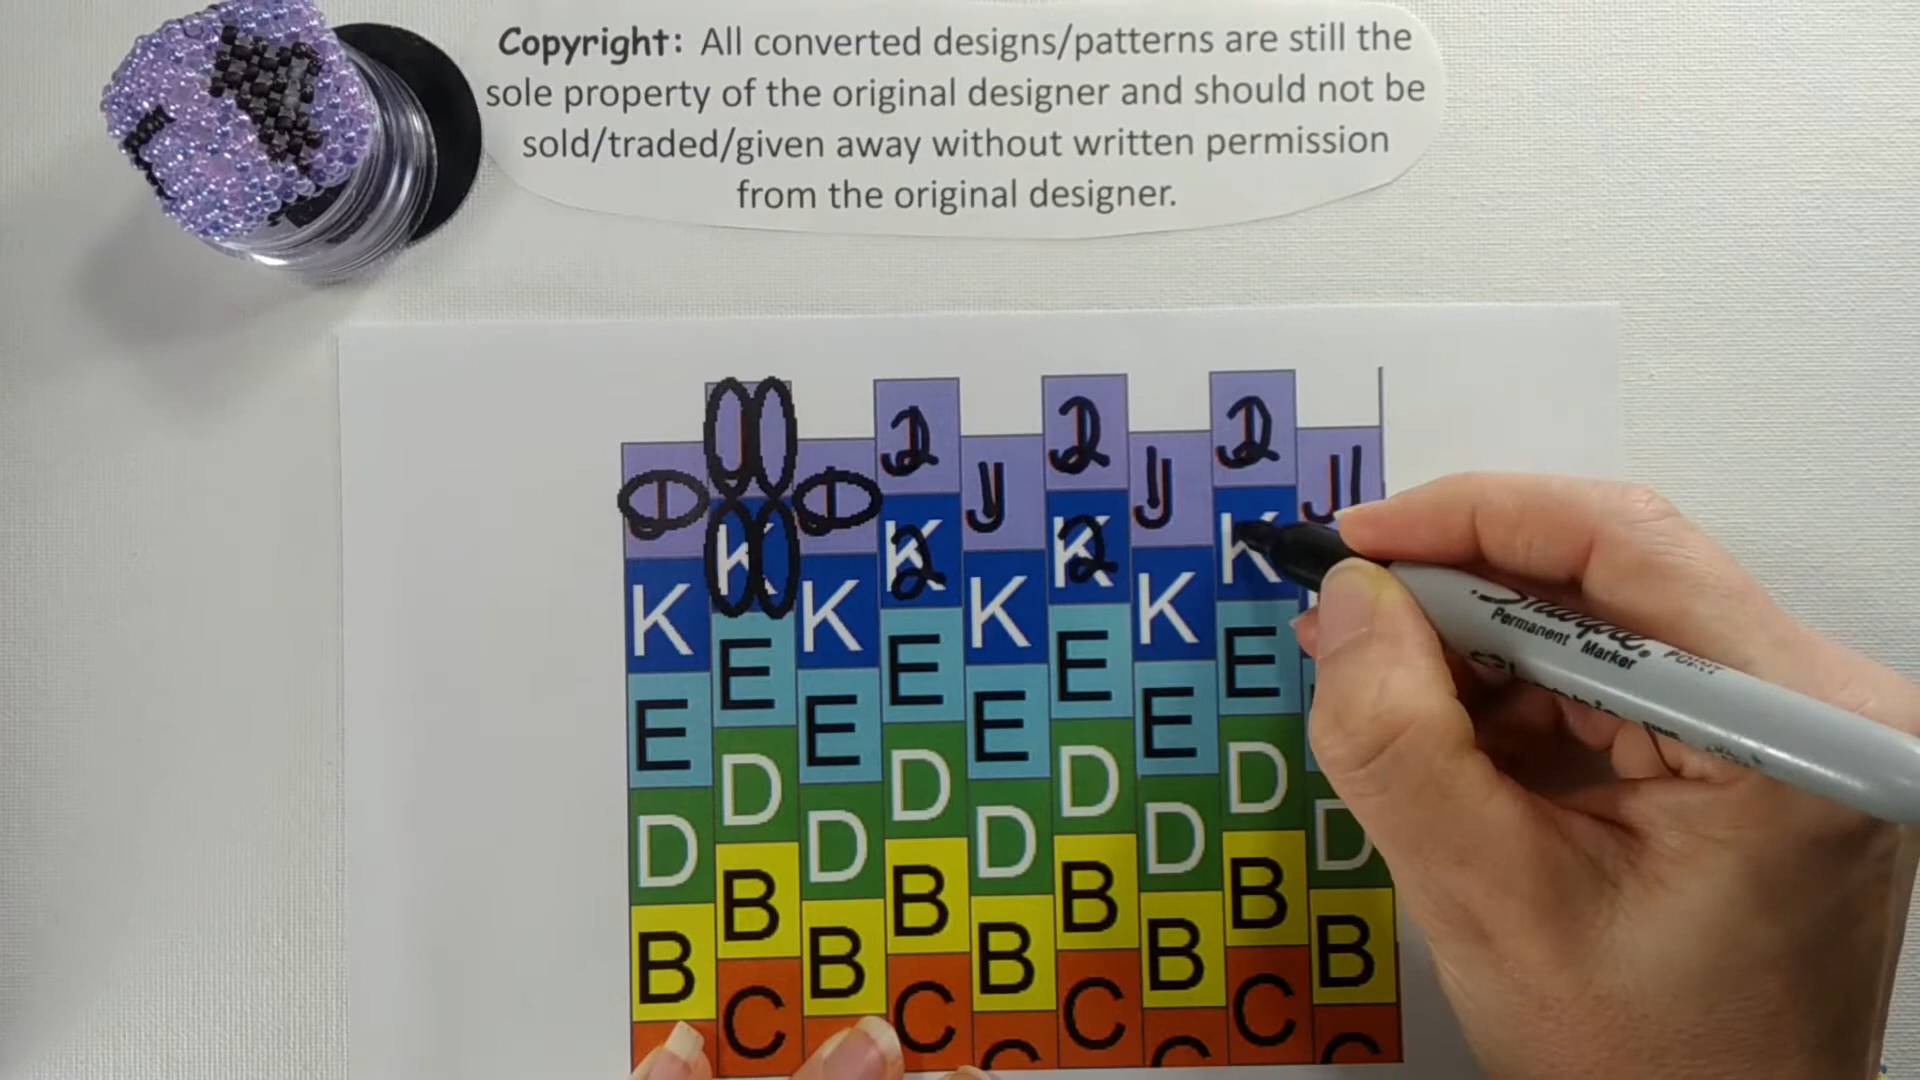 Copyright: All converted designs/patterns are still the
sole property of the original designer and should not be
sold/traded/given away without written permission
from the original designer.
2 2 2
J J J
K K K K
2 2
K K K K
E E E E
E E E E
D D D D
D D D D D
B B B B
B B B B B
C C C C
C C C
Sharpie
Permanent Marker